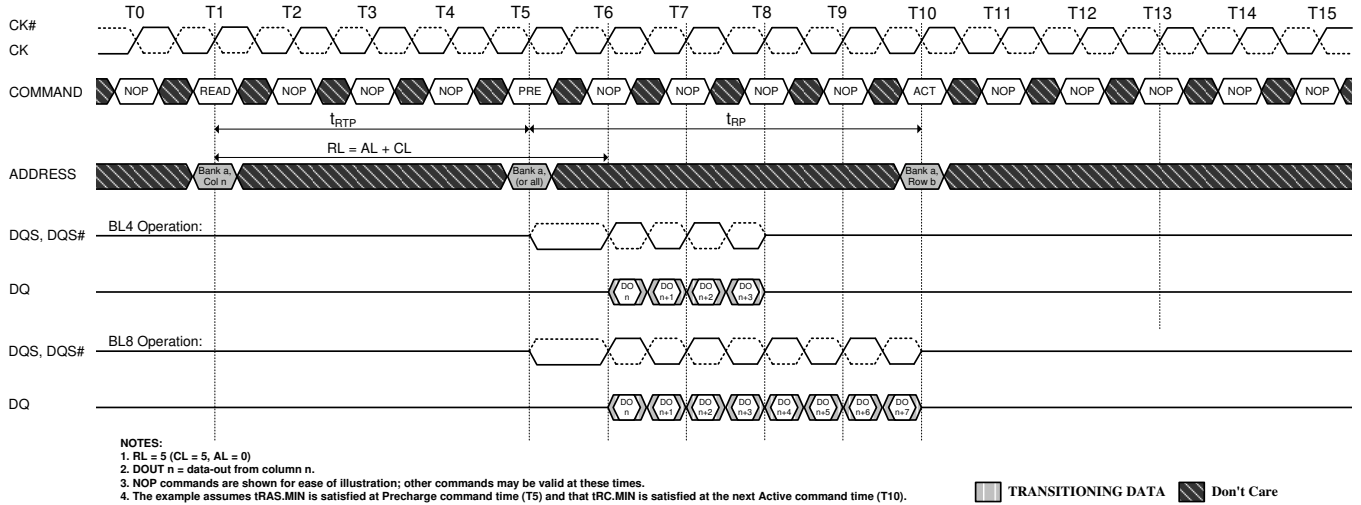 T0 T1 T2 T3 T4 T5 T6 T7 T8 T9 T10 T11 T12 T13 T14 T15
CK#
CK
COMMAND NOP READ NOP NOP NOP PRE NOP NOP NOP NOP ACT NOP NOP NOP NOP NOP
tRTP tRP
RL = AL + CL
ADDRESS Bank a, Col n Bank a, (or all) Bank a, Row b
BL4 Operation:
DQS, DQS#
DQ DO n DO n+1 DO n+2 DO n+3
BL8 Operation:
DQS, DQS#
DQ DO n DO n+1 DO n+2 DO n+3 DO n+4 DO n+5 DO n+6 DO n+7
NOTES:
1. RL = 5 (CL = 5, AL = 0)
2. DOUT n = data-out from column n.
3. NOP commands are shown for ease of illustration; other commands may be valid at these times.
4. The example assumes tRAS.MIN is satisfied at Precharge command time (T5) and that tRC.MIN is satisfied at the next Active command time (T10).
TRANSITIONING DATA Don't Care